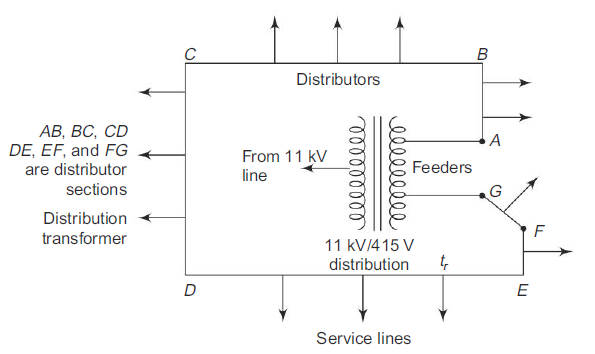 C
B
Distributors
AB, BC, CD
DE, EF, and FG
are distributor
sections
A
From 11 kV
line
Feeders
G
Distribution
transformer
F
11 kV/415 V
distribution
tr
D
E
Service lines